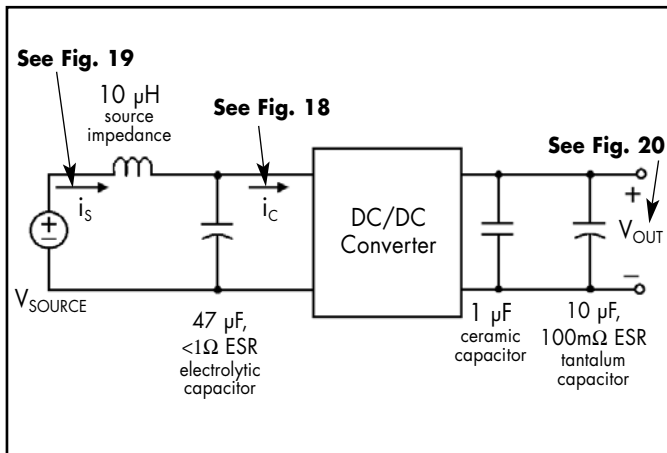 See Fig. 19
10 µH
source
impedance
See Fig. 18
See Fig. 20
iS
iC
DC/DC
Converter
+
VOUT
–
+
–
VSOURCE
47 µF,
<1Ω ESR
electrolytic
capacitor
1 µF
ceramic
capacitor
10 µF,
100mΩ ESR
tantalum
capacitor